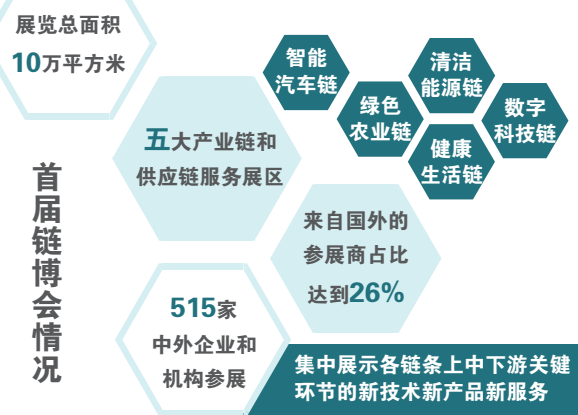 首届链博会情况
展览总面积
10万平方米
五大产业链和
供应链服务展区
智能
汽车链
清洁
能源链
绿色
农业链
数字
科技链
健康
生活链
来自国外的
参展商占比
达到26%
515家
中外企业和
机构参展
集中展示各链条上中下游关键
环节的新技术新产品新服务